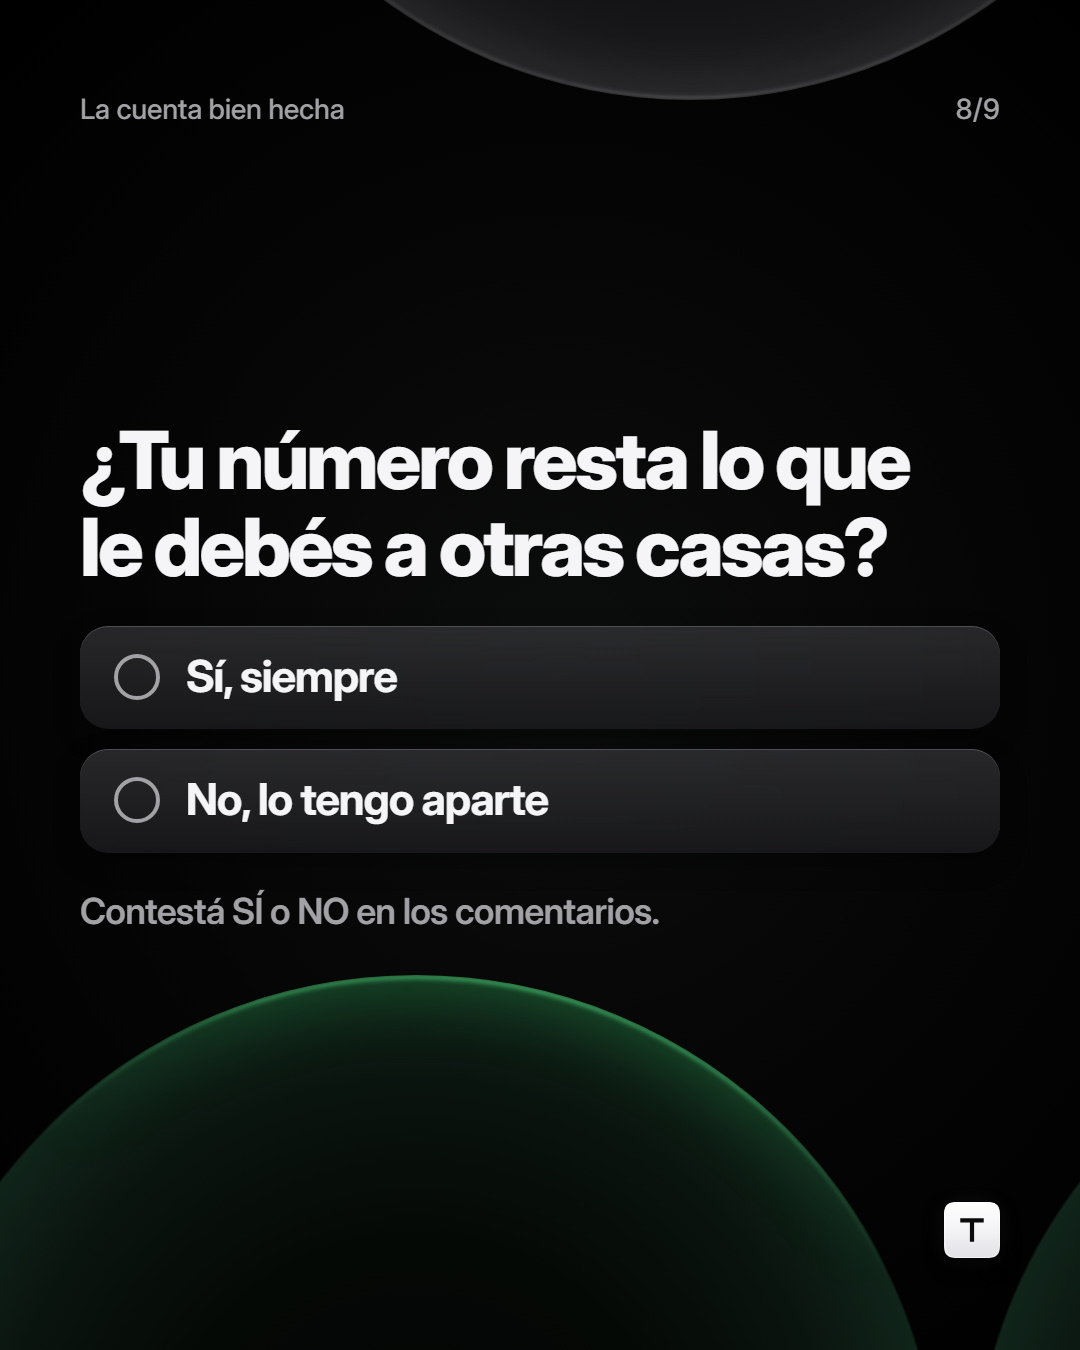 La cuenta bien hecha
8/9
¿Tu número resta lo que
le debés a otras casas?
Sí, siempre
No, lo tengo aparte
Contestá SÍ o NO en los comentarios.
T